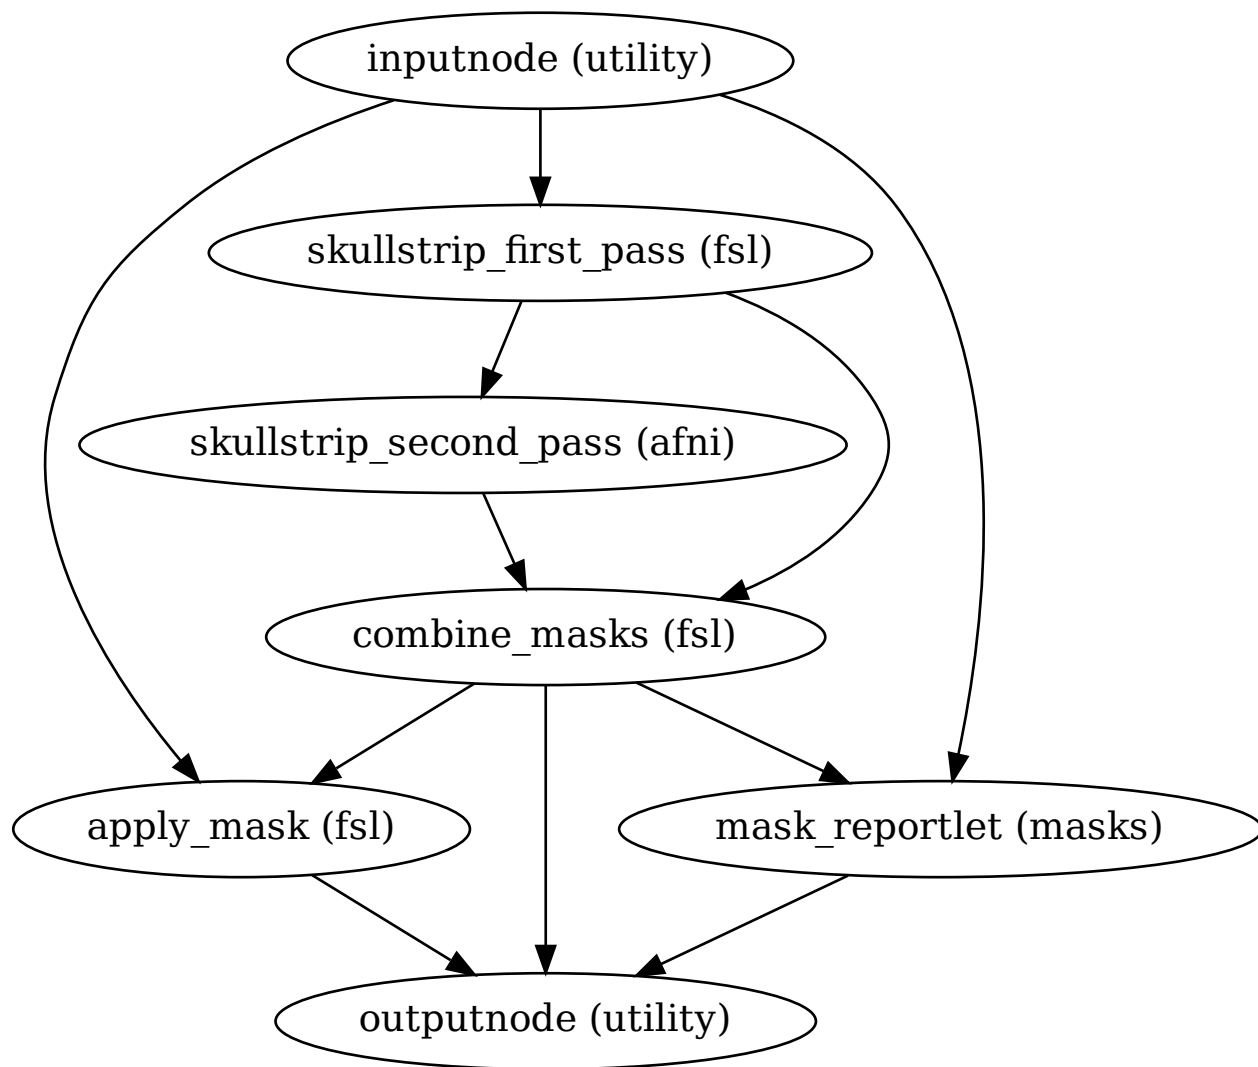 inputnode (utility)
skullstrip_first_pass (fsl)
skullstrip_second_pass (afni)
combine_masks (fsl)
apply_mask (fsl)
mask_reportlet (masks)
outputnode (utility)